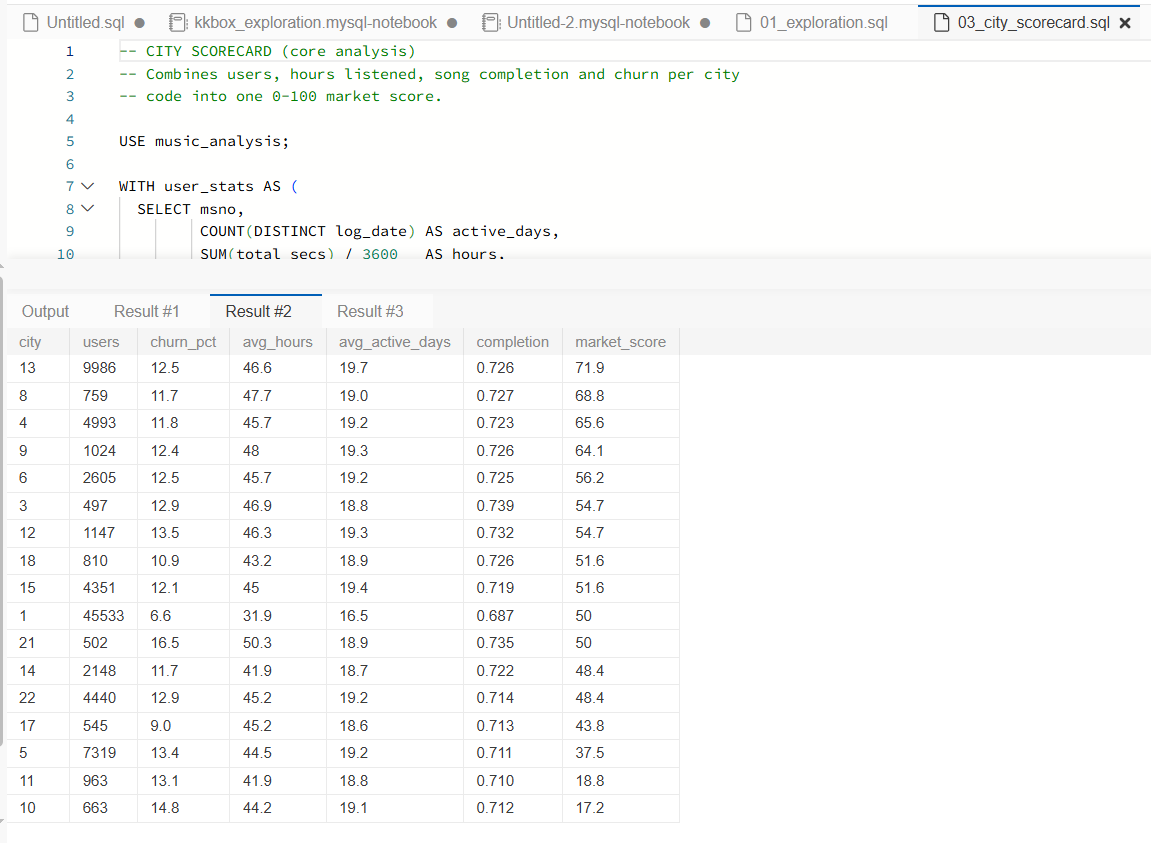 Untitled.sql ● kkbox_exploration.mysql-notebook ● Untitled-2.mysql-notebook ● 01_exploration.sql 03_city_scorecard.sql ×
1 -- CITY SCORECARD (core analysis)
2 -- Combines users, hours listened, song completion and churn per city
3 -- code into one 0-100 market score.
4
5 USE music_analysis;
6
7 WITH user_stats AS (
8 SELECT msno,
9 COUNT(DISTINCT log_date) AS active_days,
10 SUM(total_secs) / 3600 AS hours,
Output Result #1 Result #2 Result #3
city users churn_pct avg_hours avg_active_days completion market_score
13 9986 12.5 46.6 19.7 0.726 71.9
8 759 11.7 47.7 19.0 0.727 68.8
4 4993 11.8 45.7 19.2 0.723 65.6
9 1024 12.4 48 19.3 0.726 64.1
6 2605 12.5 45.7 19.2 0.725 56.2
3 497 12.9 46.9 18.8 0.739 54.7
12 1147 13.5 46.3 19.3 0.732 54.7
18 810 10.9 43.2 18.9 0.726 51.6
15 4351 12.1 45 19.4 0.719 51.6
1 45533 6.6 31.9 16.5 0.687 50
21 502 16.5 50.3 18.9 0.735 50
14 2148 11.7 41.9 18.7 0.722 48.4
22 4440 12.9 45.2 19.2 0.714 48.4
17 545 9.0 45.2 18.6 0.713 43.8
5 7319 13.4 44.5 19.2 0.711 37.5
11 963 13.1 41.9 18.8 0.710 18.8
10 663 14.8 44.2 19.1 0.712 17.2